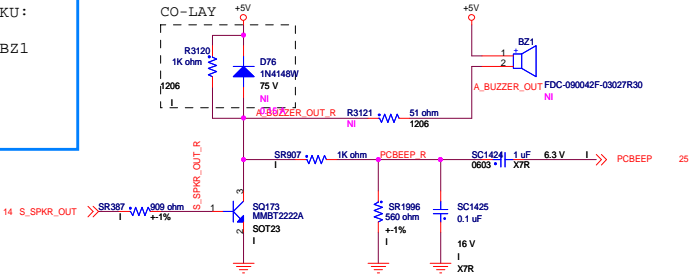 KU:
BZ1
CO-LAY
+5V
+5V
R3120
1K ohm
1206
I
D76
1N4148W
75 V
NI
BZ1
1
+
2
A_BUZZER_OUT
FDC-090042F-03027R30
NI
A_BUZZER_OUT_R
R3121
NI
51 ohm
1206
S_SPKR_OUT_R
SR907
I
1K ohm
PCBEEP_R
SC1424
0603
1 uF
X7R
6.3 V
I
PCBEEP
25
14 S_SPKR_OUT
SR387
I
909 ohm
+-1%
1
3
2
SQ173
MMBT2222A
SOT23
I
SR1996
560 ohm
+-1%
I
SC1425
0.1 uF
16 V
I
X7R